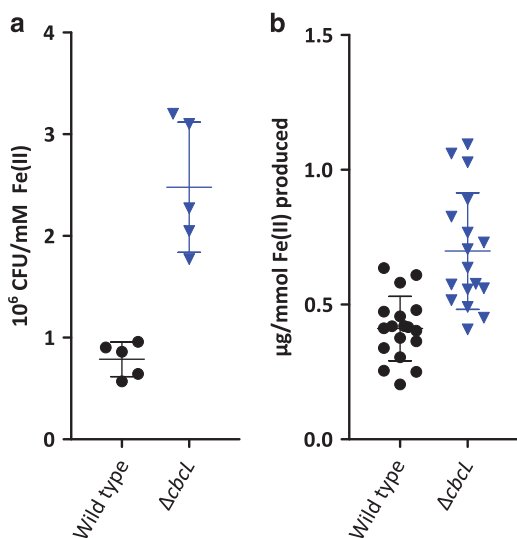 a
4
3
2
1
0
10⁶ CFU/mM Fe(II)
Wild type
ΔcbcL
b
1.5
1.0
0.5
0.0
µg/mmol Fe(II) produced
Wild type
ΔcbcL